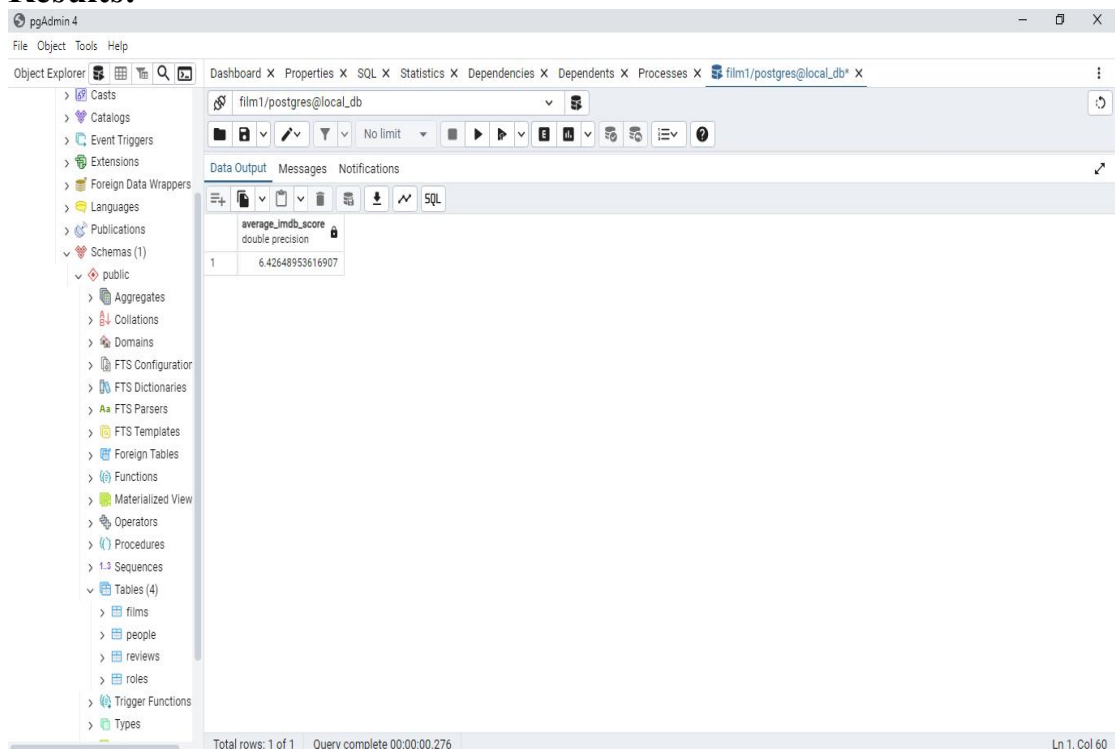 Results:
pgAdmin 4
File Object Tools Help
Object Explorer
Dashboard X Properties X SQL X Statistics X Dependencies X Dependents X Processes X film1/postgres@local_db* X
film1/postgres@local_db
No limit
Data Output Messages Notifications
SQL
average_imdb_score
double precision
1 6.42648953616907
Casts
Catalogs
Event Triggers
Extensions
Foreign Data Wrappers
Languages
Publications
Schemas (1)
public
Aggregates
Collations
Domains
FTS Configuration
FTS Dictionaries
Aa FTS Parsers
FTS Templates
Foreign Tables
Functions
Materialized View
Operators
Procedures
1..3 Sequences
Tables (4)
films
people
reviews
roles
Trigger Functions
Types
Total rows: 1 of 1 Query complete 00:00:00.276 Ln 1, Col 60